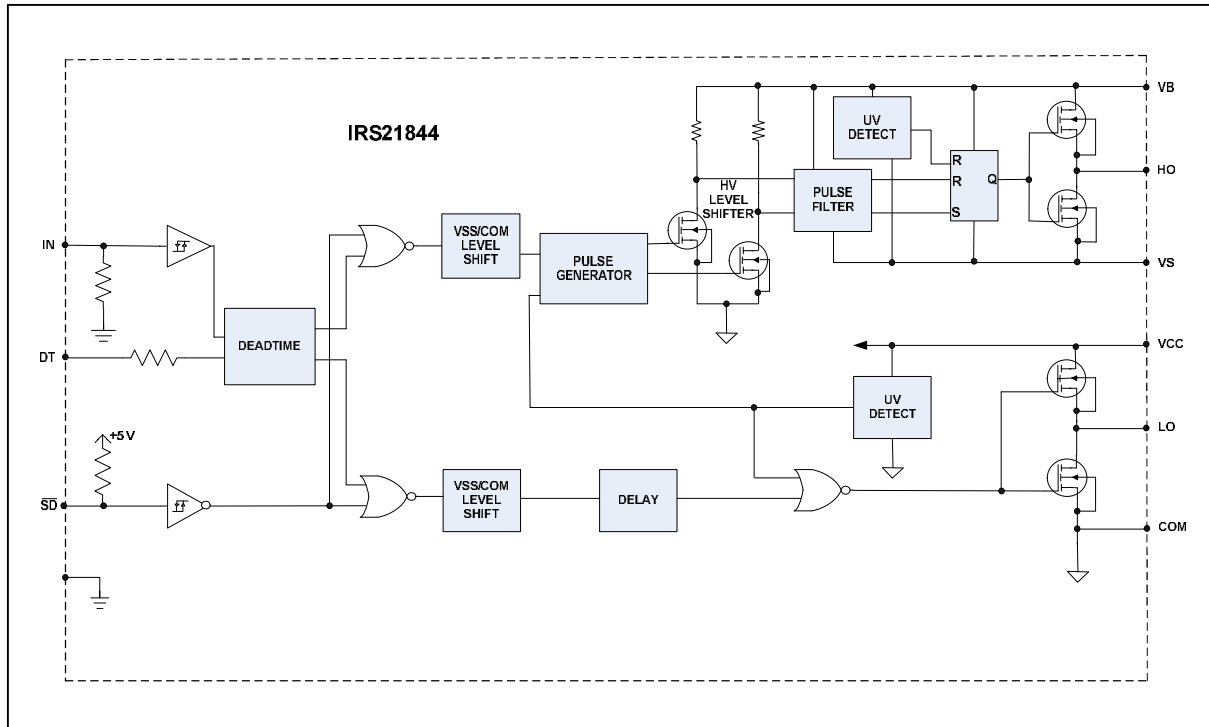 IRS21844
VB
UV
DETECT
R
R
Q
S
HO
PULSE
FILTER
HV
LEVEL
SHIFTER
IN
VSS/COM
LEVEL
SHIFT
PULSE
GENERATOR
VS
DEADTIME
DT
VCC
UV
DETECT
LO
+5V
SD
VSS/COM
LEVEL
SHIFT
DELAY
COM